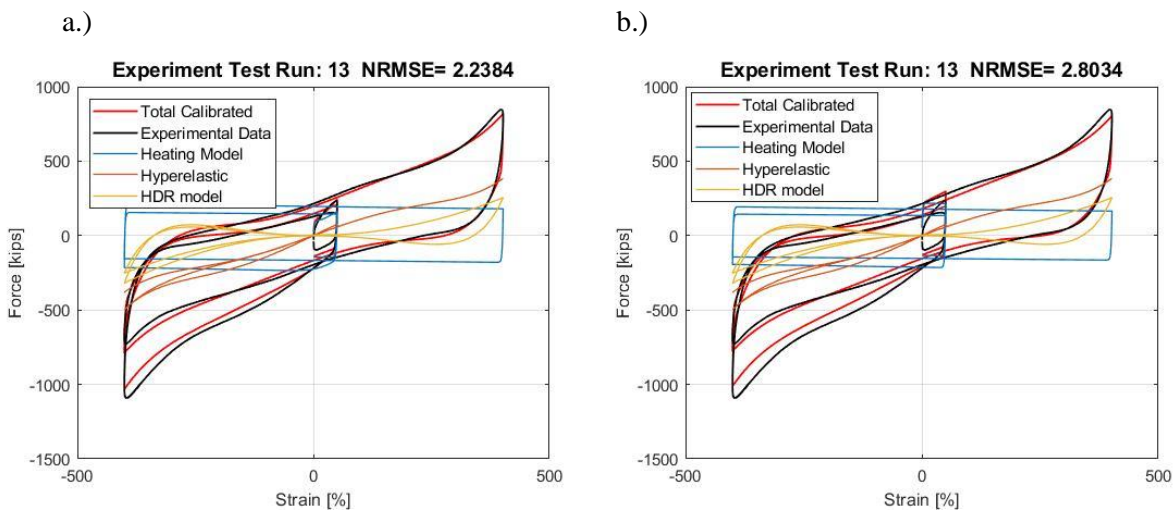 a.)
Experiment Test Run: 13 NRMSE= 2.2384
1000
500
0
-500
-1000
-1500
Force [kips]
Total Calibrated
Experimental Data
Heating Model
Hyperelastic
HDR model
-500
0
500
Strain [%]
b.)
Experiment Test Run: 13 NRMSE= 2.8034
1000
500
0
-500
-1000
-1500
Force [kips]
Total Calibrated
Experimental Data
Heating Model
Hyperelastic
HDR model
-500
0
500
Strain [%]